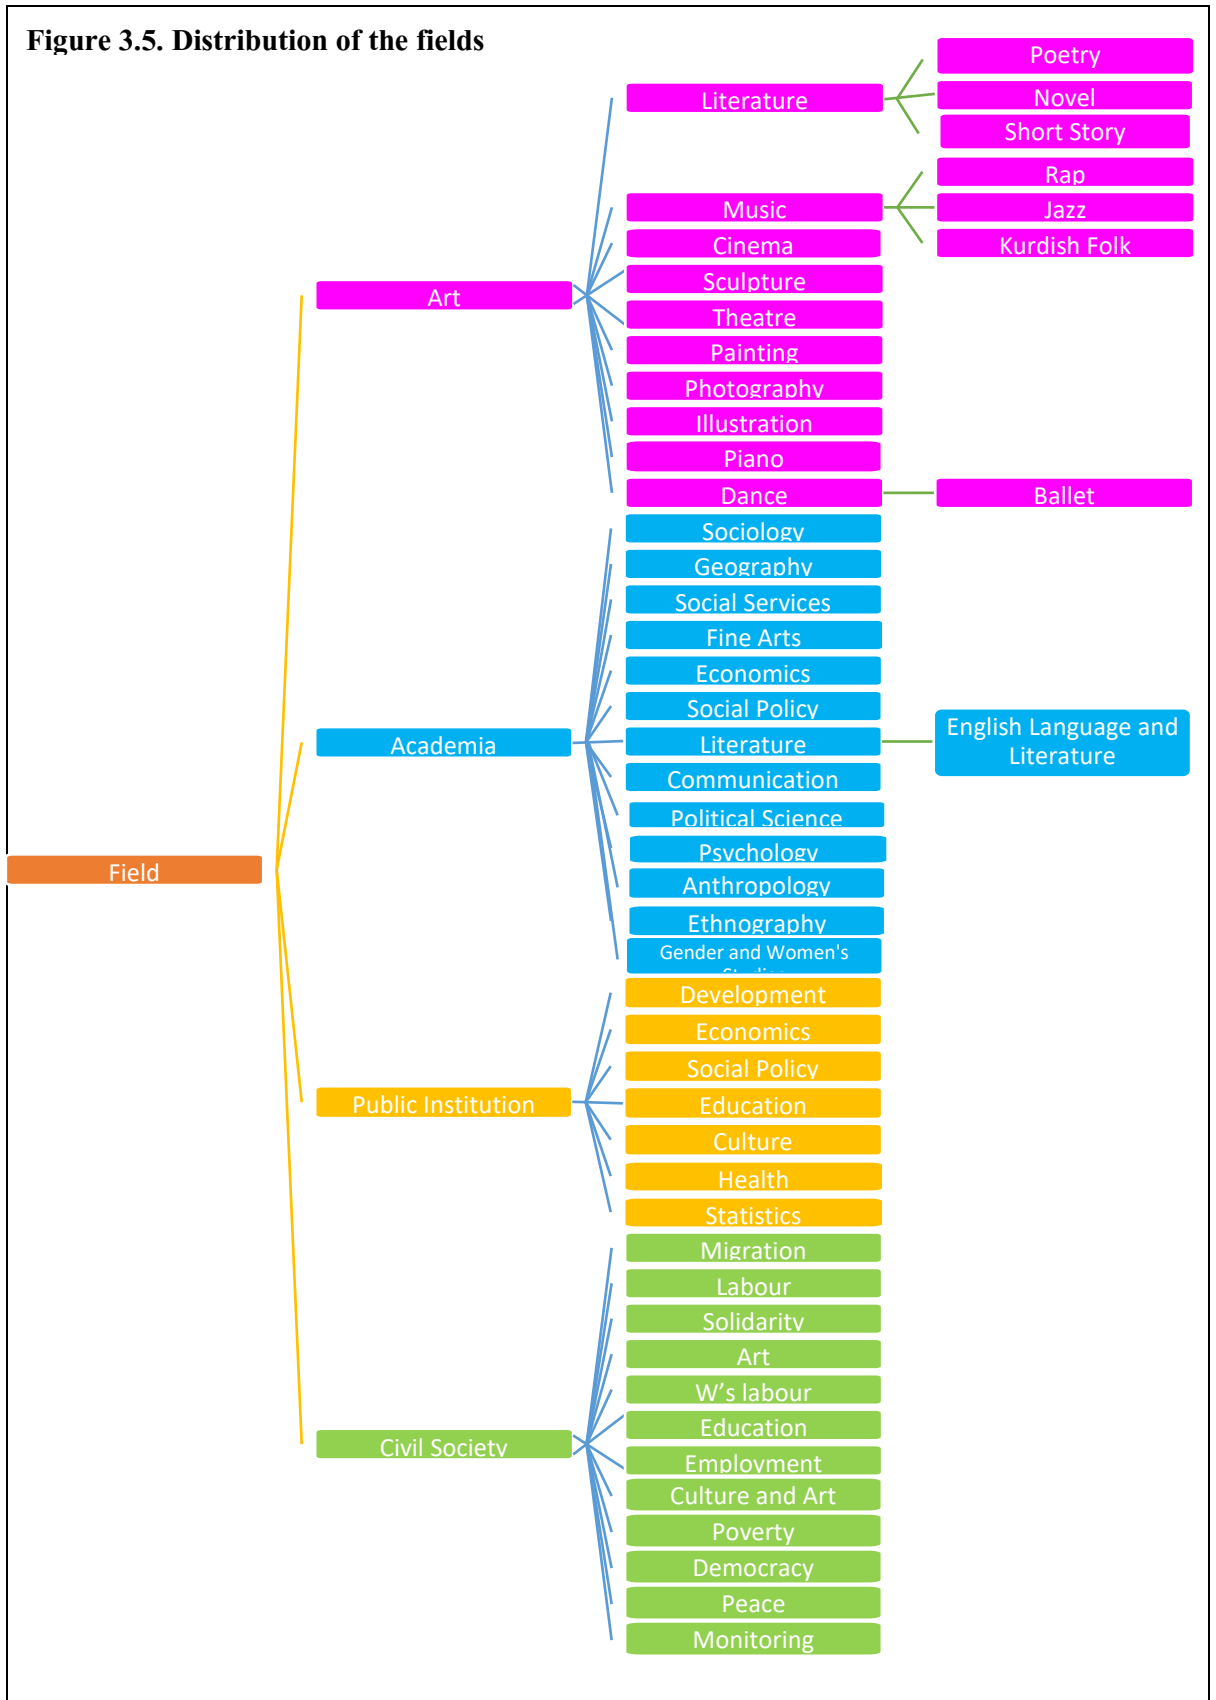 Figure 3.5. Distribution of the fields
Field
Art
Literature
Poetry
Novel
Short Story
Music
Rap
Jazz
Kurdish Folk
Cinema
Sculpture
Theatre
Painting
Photography
Illustration
Piano
Dance
Ballet
Academia
Sociology
Geography
Social Services
Fine Arts
Economics
Social Policy
Literature
English Language and
Literature
Communication
Political Science
Psychology
Anthropology
Ethnography
Gender and Women's
Studies
Public Institution
Development
Economics
Social Policy
Education
Culture
Health
Statistics
Civil Society
Migration
Labour
Solidarity
Art
W’s labour
Education
Employment
Culture and Art
Poverty
Democracy
Peace
Monitoring